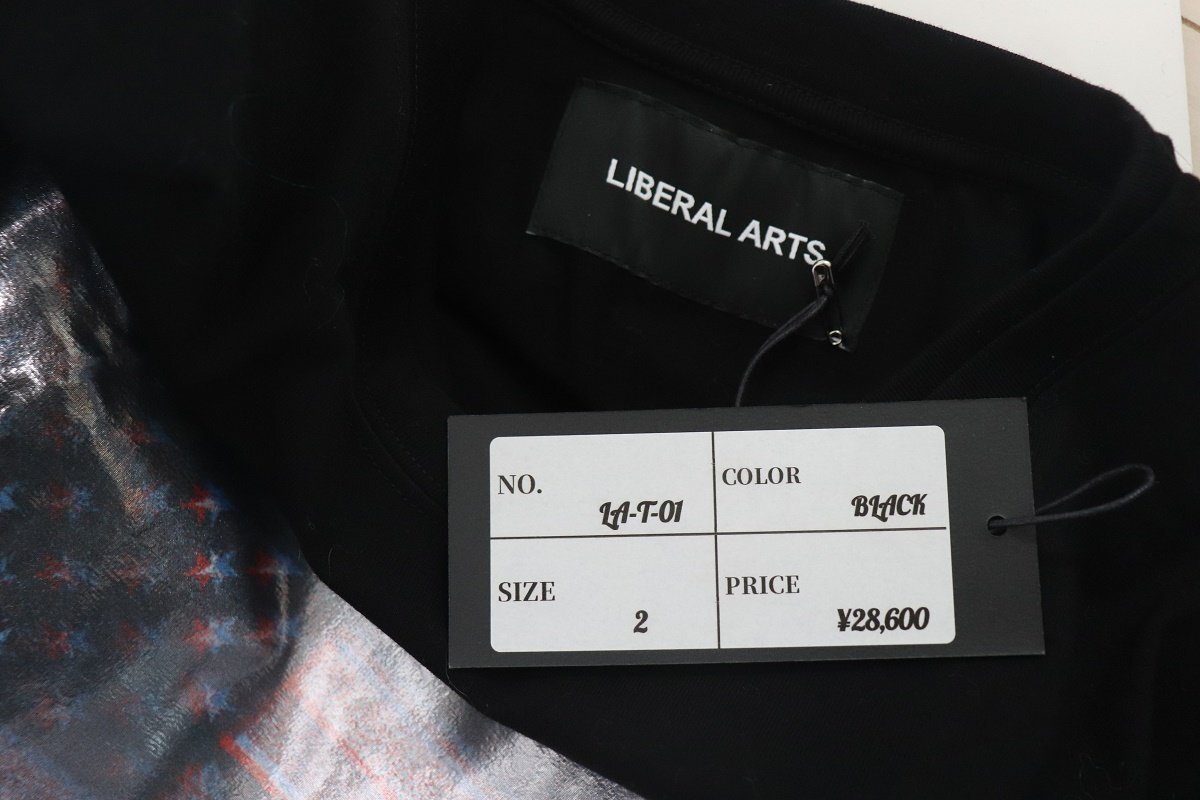 LIBERAL ARTS
NO.
LA-T-01
COLOR
BLACK
SIZE
2
PRICE
¥28,600